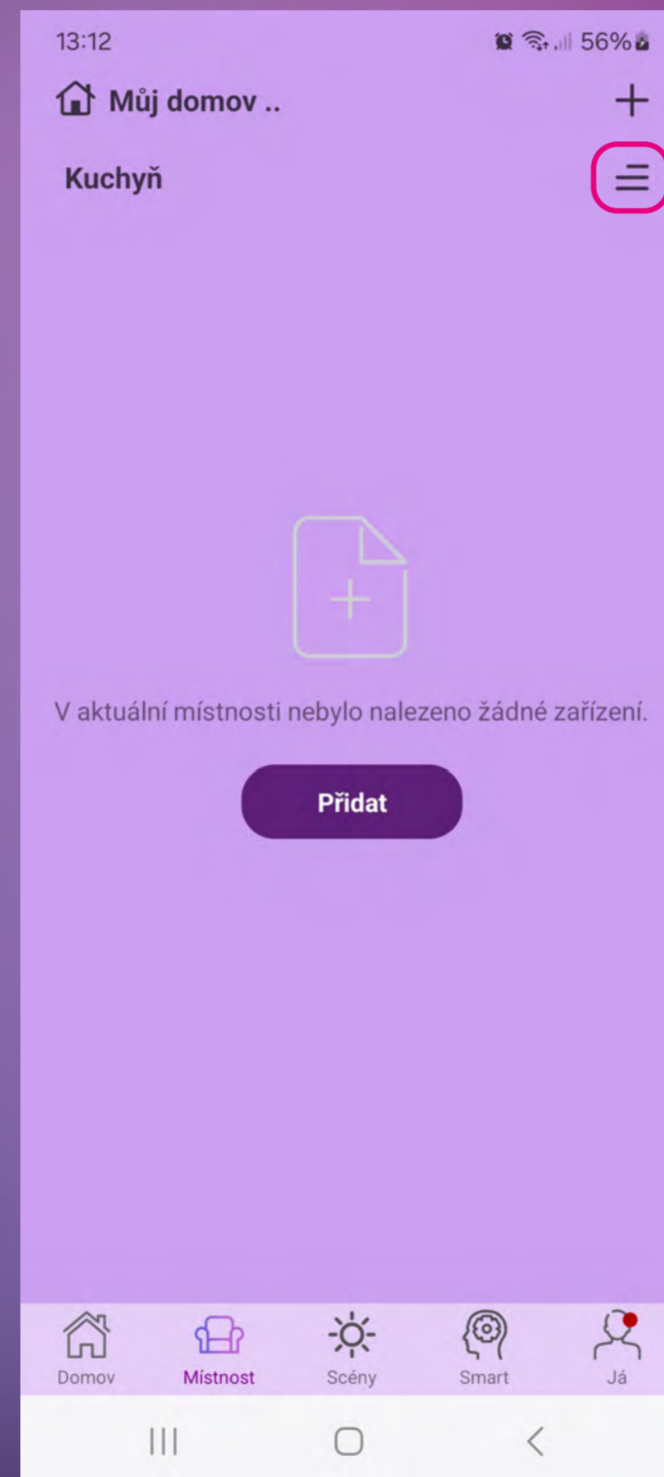 13:12
56%
Můj domov ..
Kuchyň
V aktuální místnosti nebylo nalezeno žádné zařízení.
Přidat
Domov
Místnost
Scény
Smart
Já